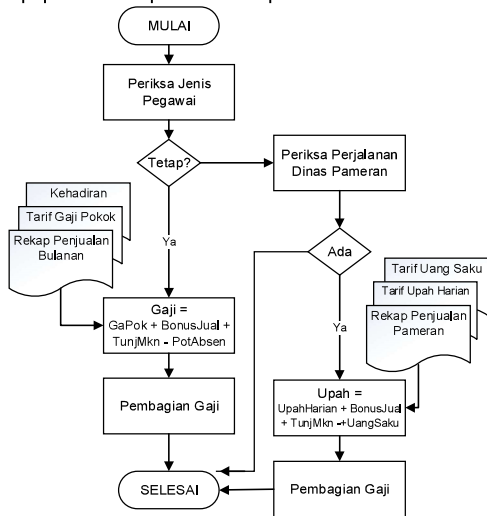 MULAI
Periksa Jenis
Pegawai
Tetap?
Periksa Perjalanan
Dinas Pameran
Kehadiran
Tarif Gaji Pokok
Rekap Penjualan
Bulanan
Ya
Ada
Tarif Uang Saku
Tarif Upah Harian
Rekap Penjualan
Pameran
Ya
Gaji =
GaPok + BonusJual +
TunjMkn - PotAbsen
Upah =
UpahHarian + BonusJual
+ TunjMkn -+UangSaku
Pembagian Gaji
SELESAI
Pembagian Gaji